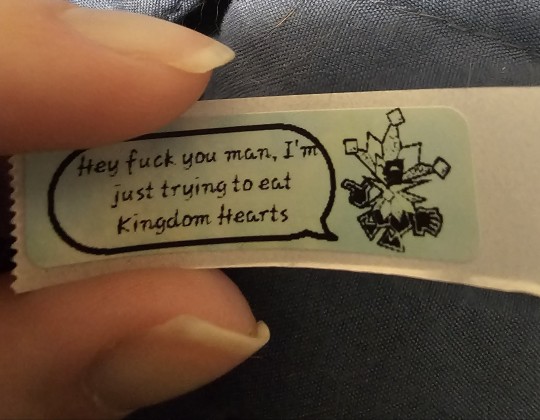 Hey fuck you man, I'm
just trying to eat
Kingdom Hearts